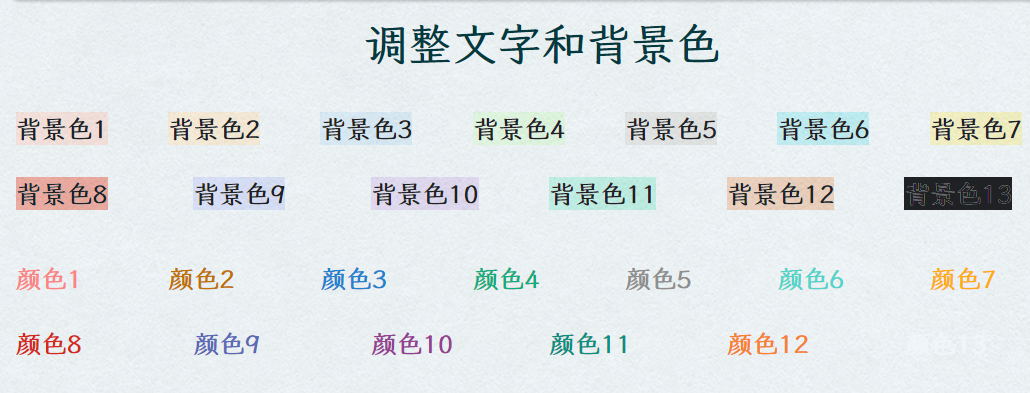 调整文字和背景色
背景色1 背景色2 背景色3 背景色4 背景色5 背景色6 背景色7
背景色8 背景色9 背景色10 背景色11 背景色12 背景色13
颜色1 颜色2 颜色3 颜色4 颜色5 颜色6 颜色7
颜色8 颜色9 颜色10 颜色11 颜色12